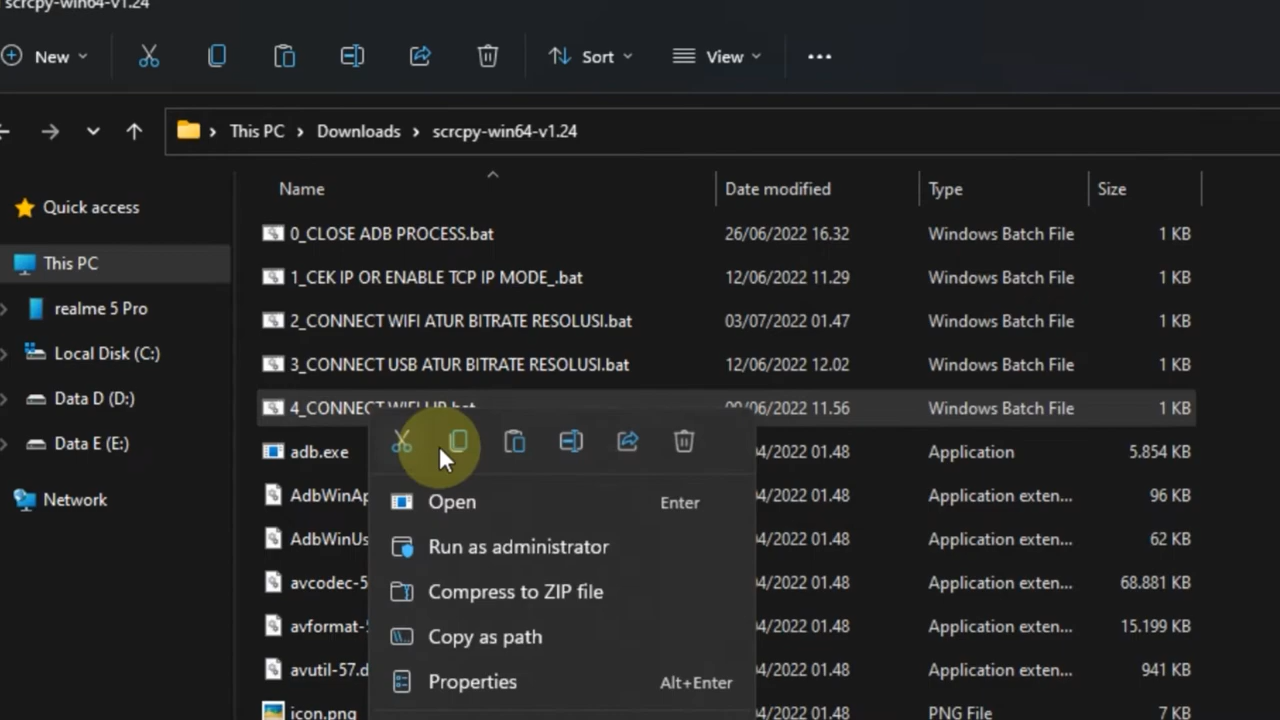 scrcpy-win64-v1.24
New Sort View
This PC Downloads scrcpy-win64-v1.24
Name Date modified Type Size
Quick access
This PC
realme 5 Pro
Local Disk (C:)
Data D (D:)
Data E (E:)
Network
0_CLOSE ADB PROCESS.bat 26/06/2022 16.32 Windows Batch File 1 KB
1_CEK IP OR ENABLE TCP IP MODE_.bat 12/06/2022 11.29 Windows Batch File 1 KB
2_CONNECT WIFI ATUR BITRATE RESOLUSI.bat 03/07/2022 01.47 Windows Batch File 1 KB
3_CONNECT USB ATUR BITRATE RESOLUSI.bat 12/06/2022 12.02 Windows Batch File 1 KB
4_CONNECT WIFI /06/2022 11.56 Windows Batch File 1 KB
adb.exe 04/2022 01.48 Application 5.854 KB
AdbWinAp 04/2022 01.48 Application exten... 96 KB
AdbWinUs 04/2022 01.48 Application exten... 62 KB
avcodec-5 04/2022 01.48 Application exten... 68.881 KB
avformat-5 04/2022 01.48 Application exten... 15.199 KB
avutil-57.d 04/2022 01.48 Application exten... 941 KB
icon.png 04/2022 01.48 PNG File 7 KB
Open Enter
Run as administrator
Compress to ZIP file
Copy as path
Properties Alt+Enter